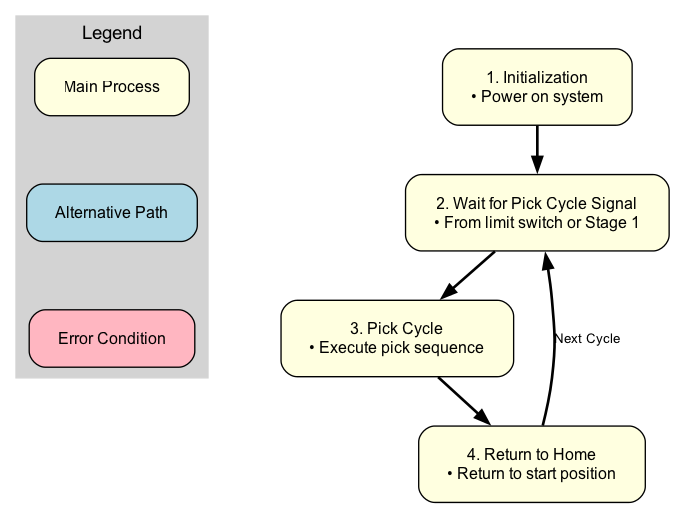 Legend
Main Process
Alternative Path
Error Condition
1. Initialization
• Power on system
2. Wait for Pick Cycle Signal
• From limit switch or Stage 1
3. Pick Cycle
• Execute pick sequence
Next Cycle
4. Return to Home
• Return to start position